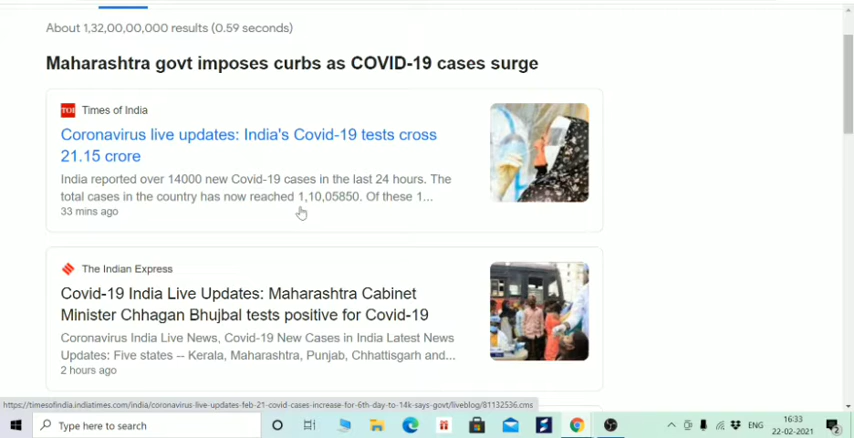 About 1,32,00,00,000 results (0.59 seconds)
Maharashtra govt imposes curbs as COVID-19 cases surge
TOI Times of India
Coronavirus live updates: India's Covid-19 tests cross
21.15 crore
India reported over 14000 new Covid-19 cases in the last 24 hours. The
total cases in the country has now reached 1,10,05850. Of these 1...
33 mins ago
The Indian Express
Covid-19 India Live Updates: Maharashtra Cabinet
Minister Chhagan Bhujbal tests positive for Covid-19
Coronavirus India Live News, Covid-19 New Cases in India Latest News
Updates: Five states -- Kerala, Maharashtra, Punjab, Chhattisgarh and...
2 hours ago
https://timesofindia.indiatimes.com/india/coronavirus-live-updates-feb-21-covid-cases-increase-for-6th-day-to-14k-says-govt/liveblog/81132536.cms
Type here to search
ENG
16:33
22-02-2021
2